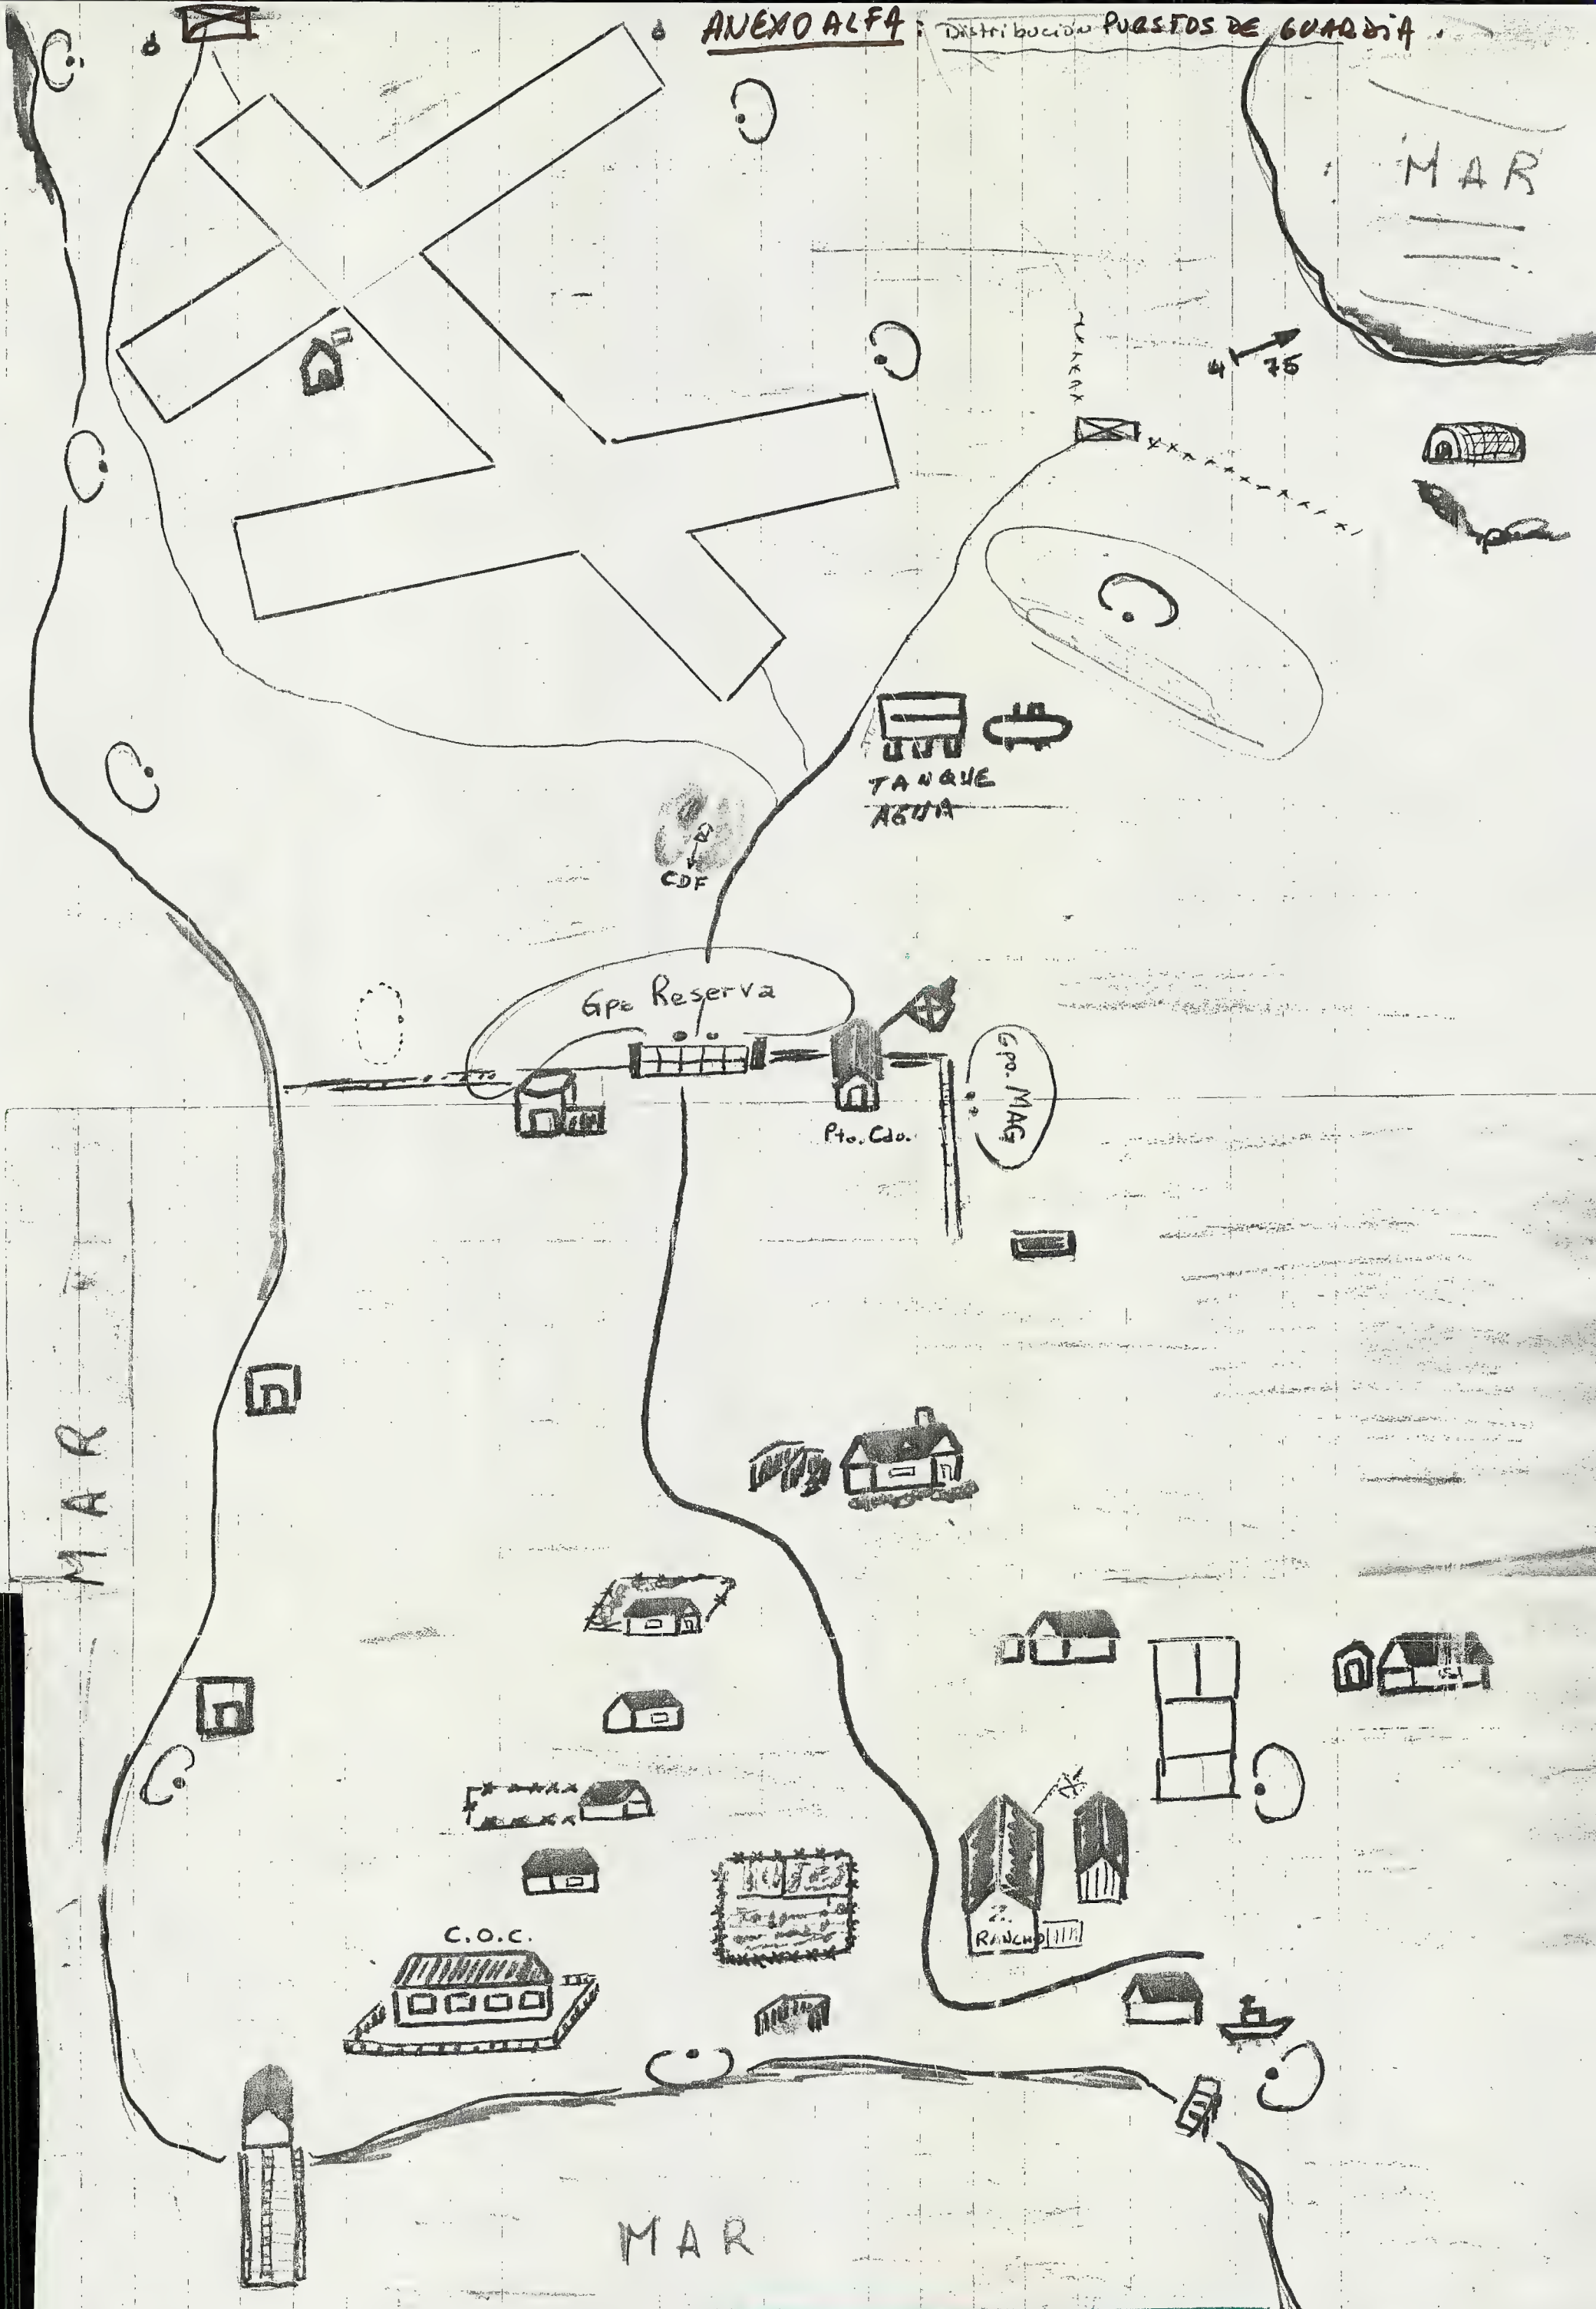 ANEXO ALFA: Distribución PUESTOS DE GUARDIA.
MAR
4 75
TANQUE
AGUA
CDF
Gpo Reserva
Gpo. MAG
Pto. Cdo.
MAR
C.O.C.
2.
RANCHO
MAR